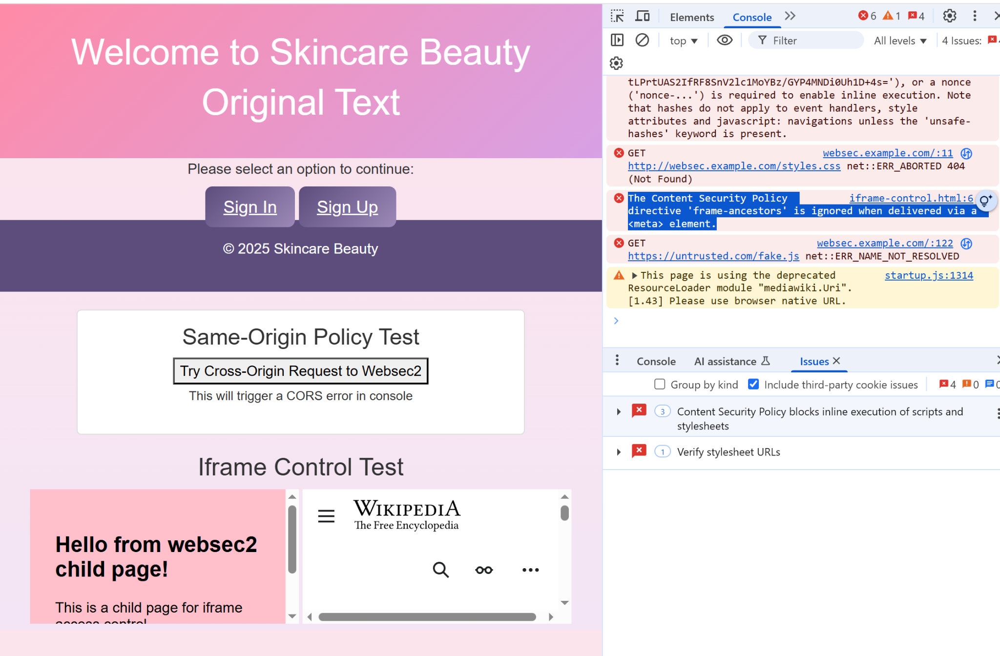 Welcome to Skincare Beauty
Original Text
Please select an option to continue:
Sign In
Sign Up
© 2025 Skincare Beauty
Same-Origin Policy Test
Try Cross-Origin Request to Websec2
This will trigger a CORS error in console
Iframe Control Test
Hello from websec2
child page!
This is a child page for iframe
access control
WIKIPEDIA
The Free Encyclopedia
Elements
Console
6
1
4
top
Filter
All levels
4 Issues:
tLPrtUAS2IfRF8SnV2lc1MoYBz/GYP4MNDi0Uh1D+4s='), or a nonce
('nonce-...') is required to enable inline execution. Note
that hashes do not apply to event handlers, style
attributes and javascript: navigations unless the 'unsafe-
hashes' keyword is present.
GET websec.example.com/:11
http://websec.example.com/styles.css net::ERR_ABORTED 404
(Not Found)
The Content Security Policy iframe-control.html:6
directive 'frame-ancestors' is ignored when delivered via a
<meta> element.
GET websec.example.com/:122
https://untrusted.com/fake.js net::ERR_NAME_NOT_RESOLVED
This page is using the deprecated startup.js:1314
ResourceLoader module "mediawiki.Uri".
[1.43] Please use browser native URL.
Console
AI assistance
Issues
Group by kind
Include third-party cookie issues
4
0
0
3
Content Security Policy blocks inline execution of scripts and
stylesheets
1
Verify stylesheet URLs